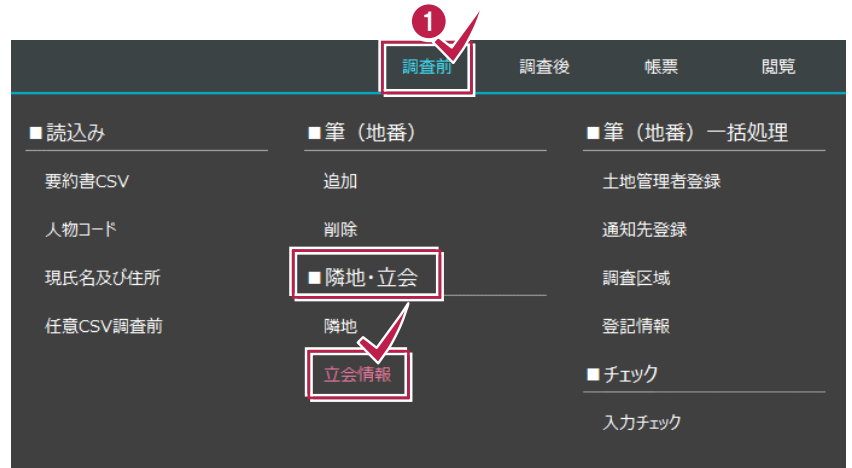 1
調査前 調査後 帳票 閲覧
■読込み
要約書CSV
人物コード
現氏名及び住所
任意CSV調査前
■筆（地番）
追加
削除
■隣地・立会
隣地
立会情報
■筆（地番）一括処理
土地管理者登録
通知先登録
調査区域
登記情報
■チェック
入力チェック